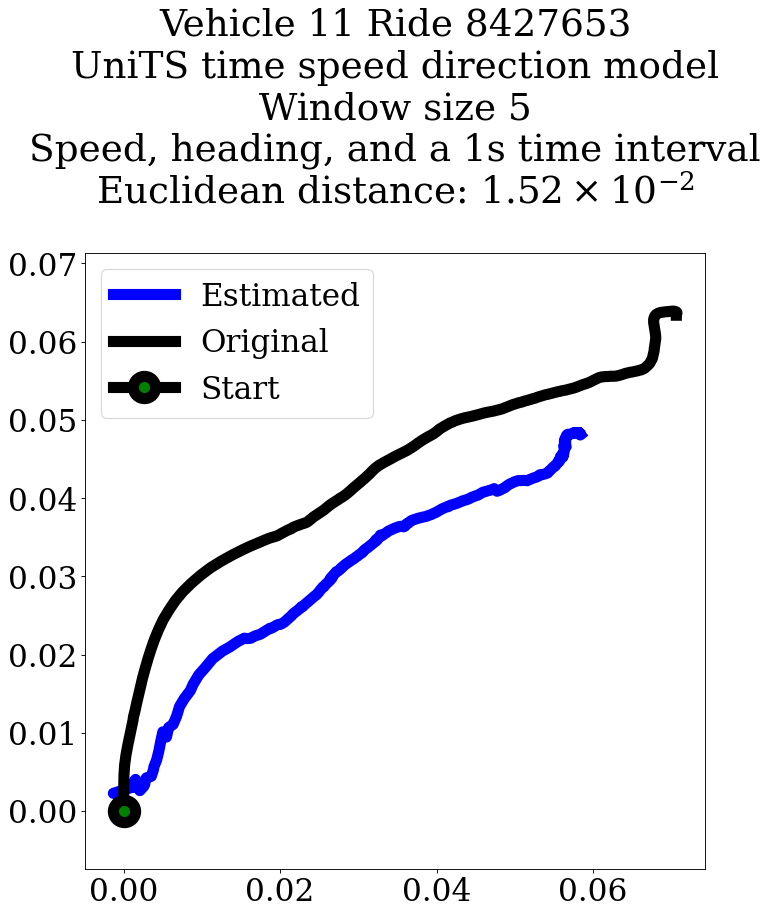 Vehicle 11 Ride 8427653
UniTS time speed direction model
Window size 5
Speed, heading, and a 1s time interval
Euclidean distance: 1.52 × 10⁻²
0.07
0.06
0.05
0.04
0.03
0.02
0.01
0.00
Estimated
Original
Start
0.00 0.02 0.04 0.06